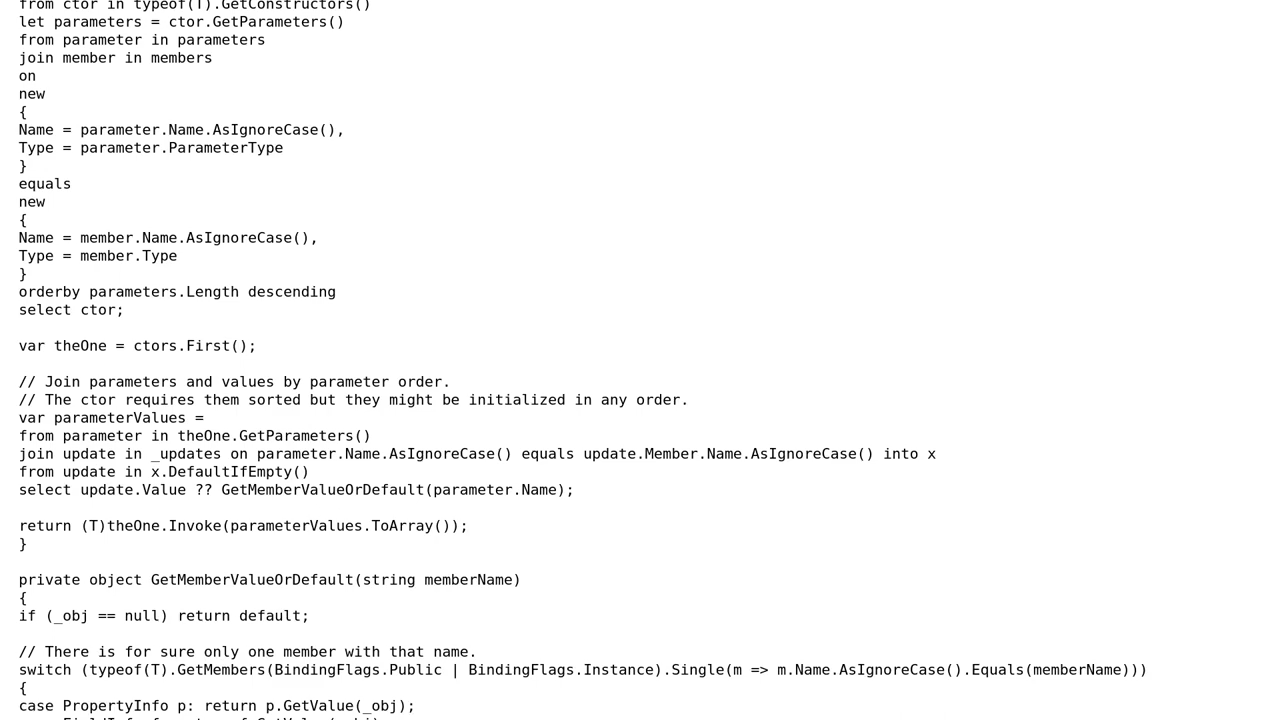 from ctor in typeof(T).GetConstructors()
let parameters = ctor.GetParameters()
from parameter in parameters
join member in members
on
new
{
Name = parameter.Name.AsIgnoreCase(),
Type = parameter.ParameterType
}
equals
new
{
Name = member.Name.AsIgnoreCase(),
Type = member.Type
}
orderby parameters.Length descending
select ctor;

var theOne = ctors.First();

// Join parameters and values by parameter order.
// The ctor requires them sorted but they might be initialized in any order.
var parameterValues =
from parameter in theOne.GetParameters()
join update in _updates on parameter.Name.AsIgnoreCase() equals update.Member.Name.AsIgnoreCase() into x
from update in x.DefaultIfEmpty()
select update.Value ?? GetMemberValueOrDefault(parameter.Name);

return (T)theOne.Invoke(parameterValues.ToArray());
}

private object GetMemberValueOrDefault(string memberName)
{
if (_obj == null) return default;

// There is for sure only one member with that name.
switch (typeof(T).GetMembers(BindingFlags.Public | BindingFlags.Instance).Single(m => m.Name.AsIgnoreCase().Equals(memberName)))
{
case PropertyInfo p: return p.GetValue(_obj);